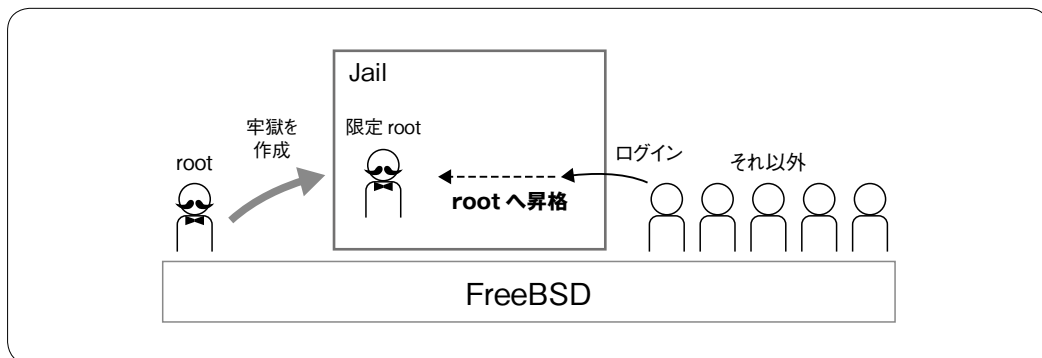 Jail
牢獄を
作成
限定 root
root
ログイン
それ以外
root へ昇格
FreeBSD